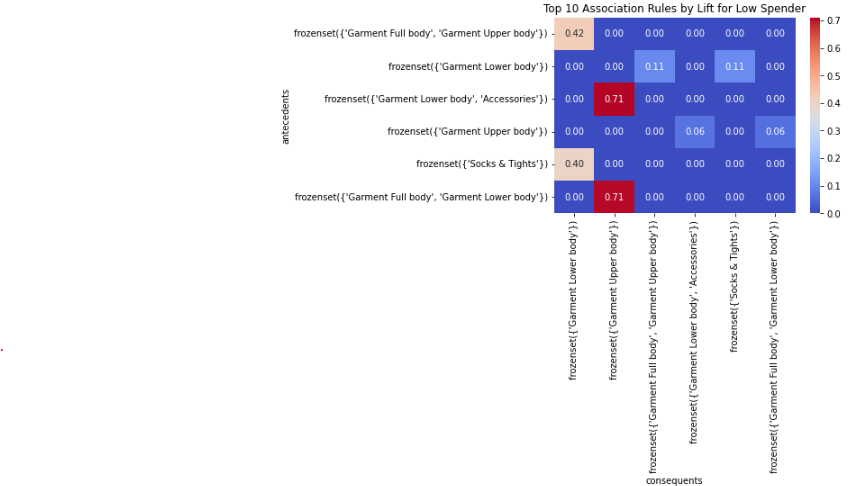 Top 10 Association Rules by Lift for Low Spender
antecedents
frozenset({'Garment Full body', 'Garment Upper body'})
0.42 0.00 0.00 0.00 0.00 0.00
frozenset({'Garment Lower body'})
0.00 0.00 0.11 0.00 0.11 0.00
frozenset({'Garment Lower body', 'Accessories'})
0.00 0.71 0.00 0.00 0.00 0.00
frozenset({'Garment Upper body'})
0.00 0.00 0.00 0.06 0.00 0.06
frozenset({'Socks & Tights'})
0.40 0.00 0.00 0.00 0.00 0.00
frozenset({'Garment Full body', 'Garment Lower body'})
0.00 0.71 0.00 0.00 0.00 0.00
frozenset({'Garment Lower body'})
frozenset({'Garment Upper body'})
frozenset({'Garment Full body', 'Garment Upper body'})
frozenset({'Garment Lower body', 'Accessories'})
frozenset({'Socks & Tights'})
frozenset({'Garment Full body', 'Garment Lower body'})
consequents
0.7
0.6
0.5
0.4
0.3
0.2
0.1
0.0